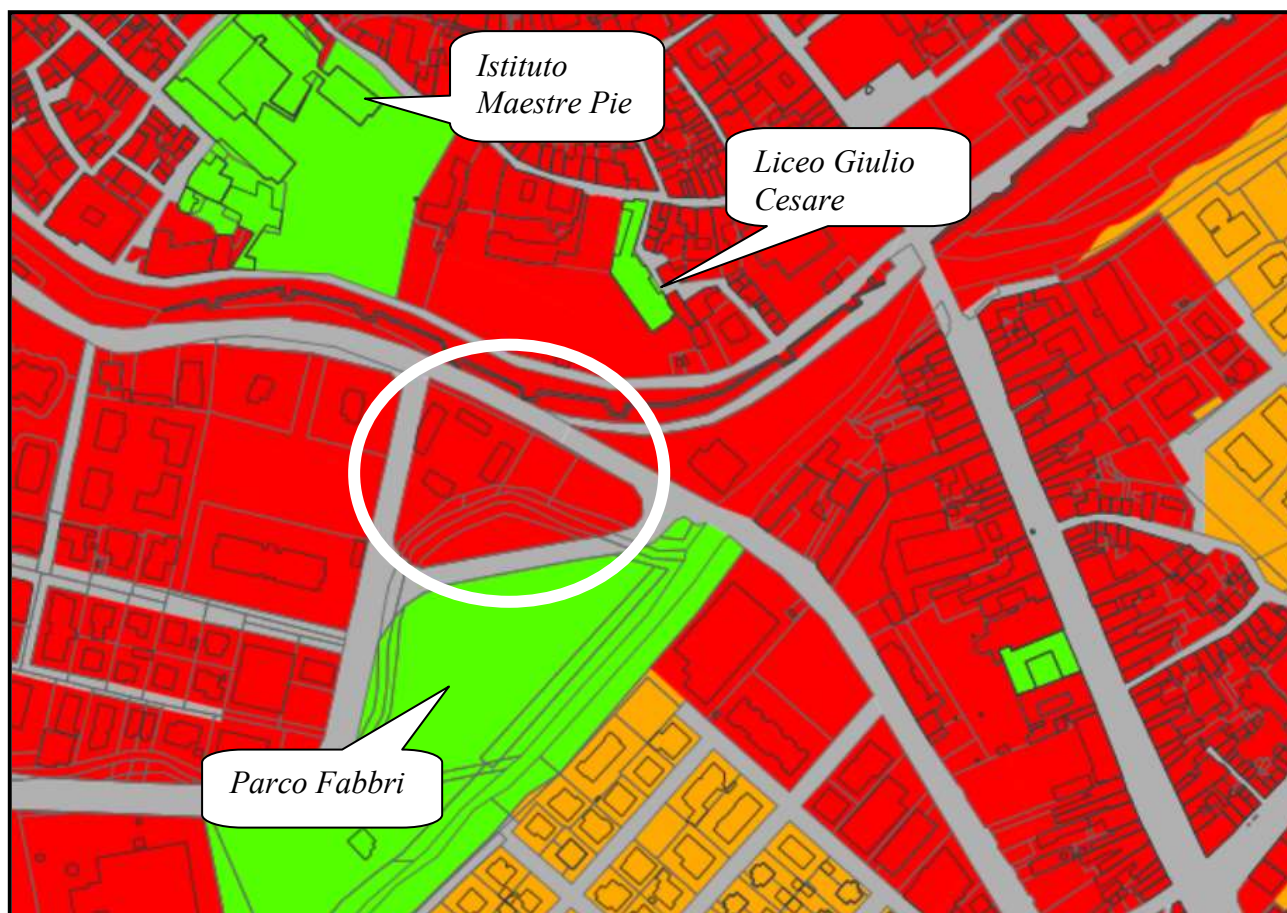 Istituto
Maestre Pie
Liceo Giulio
Cesare
Parco Fabbri